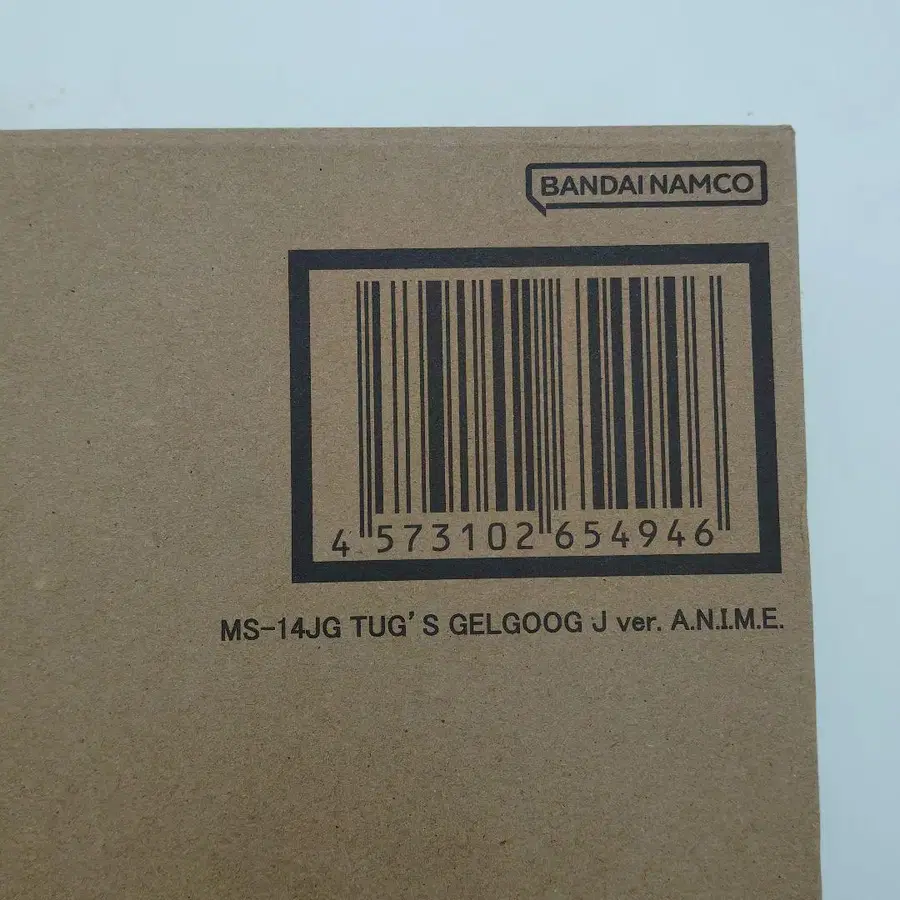 BANDAI NAMCO
4 573102 654946
MS-14JG TUG'S GELGOOG J ver. A.N.I.M.E.